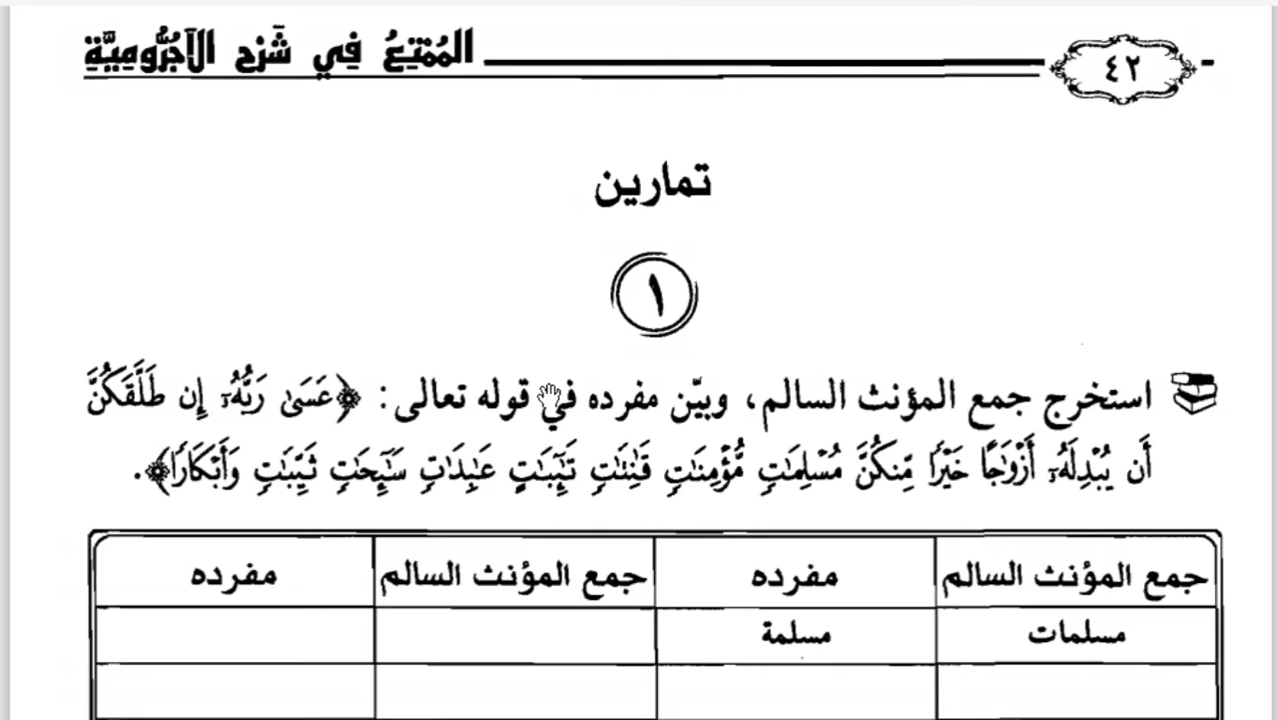 ٤٢ المُمْتِعُ فِي شَرْحِ الآجُرُّومِيَّةِ
تمارين
١
استخرج جمع المؤنث السالم، وبيّن مفرده في قوله تعالى: ﴿عَسَىٰ رَبُّهُۥٓ إِن طَلَّقَكُنَّ
أَن يُبْدِلَهُۥٓ أَزْوَٰجًا خَيْرًا مِّنكُنَّ مُسْلِمَٰتٍ مُّؤْمِنَٰتٍ قَٰنِتَٰتٍ تَٰٓئِبَٰتٍ عَٰبِدَٰتٍ سَٰٓئِحَٰتٍ ثَيِّبَٰتٍ وَأَبْكَارًا﴾.
جمع المؤنث السالم مفرده جمع المؤنث السالم مفرده
مسلمات مسلمة